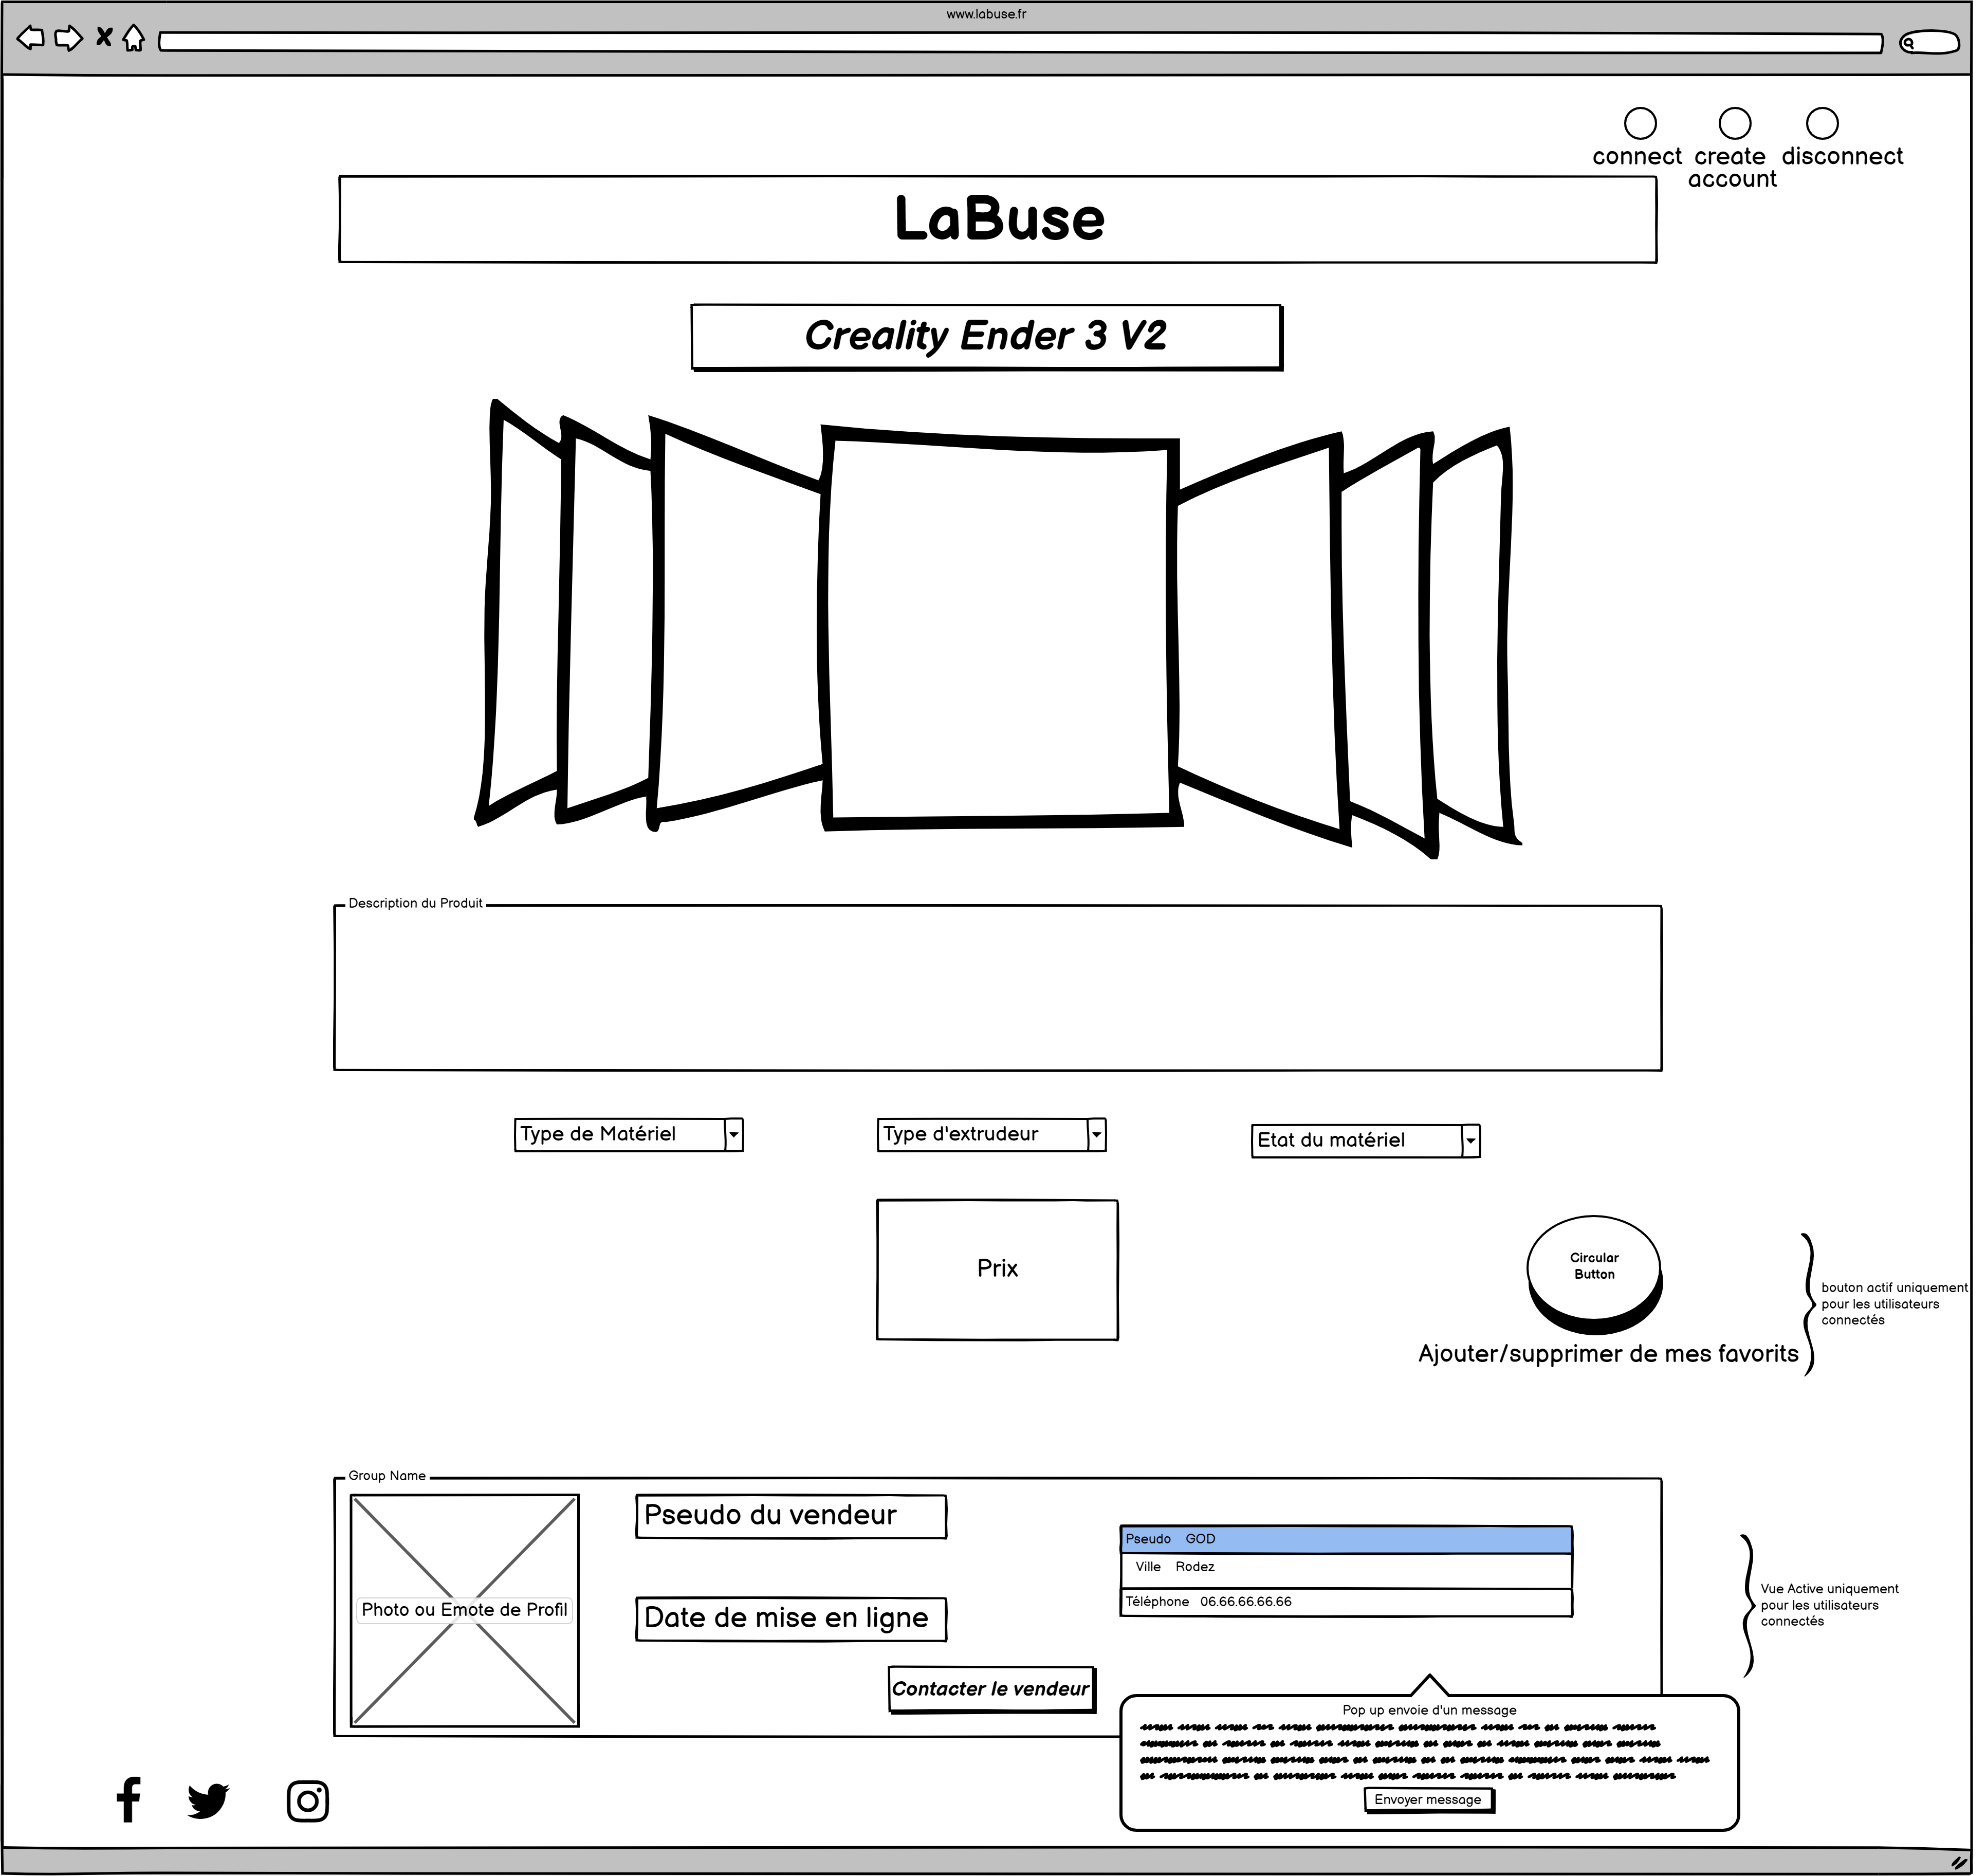 www.labuse.fr
connect create disconnect
account
LaBuse
Creality Ender 3 V2
Description du Produit
Type de Matériel
Type d'extrudeur
Etat du matériel
Prix
Circular
Button
Ajouter/supprimer de mes favorits
bouton actif uniquement
pour les utilisateurs
connectés
Group Name
Photo ou Emote de Profil
Pseudo du vendeur
Date de mise en ligne
Contacter le vendeur
Pseudo GOD
Ville Rodez
Téléphone 06.66.66.66.66
Vue Active uniquement
pour les utilisateurs
connectés
Pop up envoie d'un message
Envoyer message